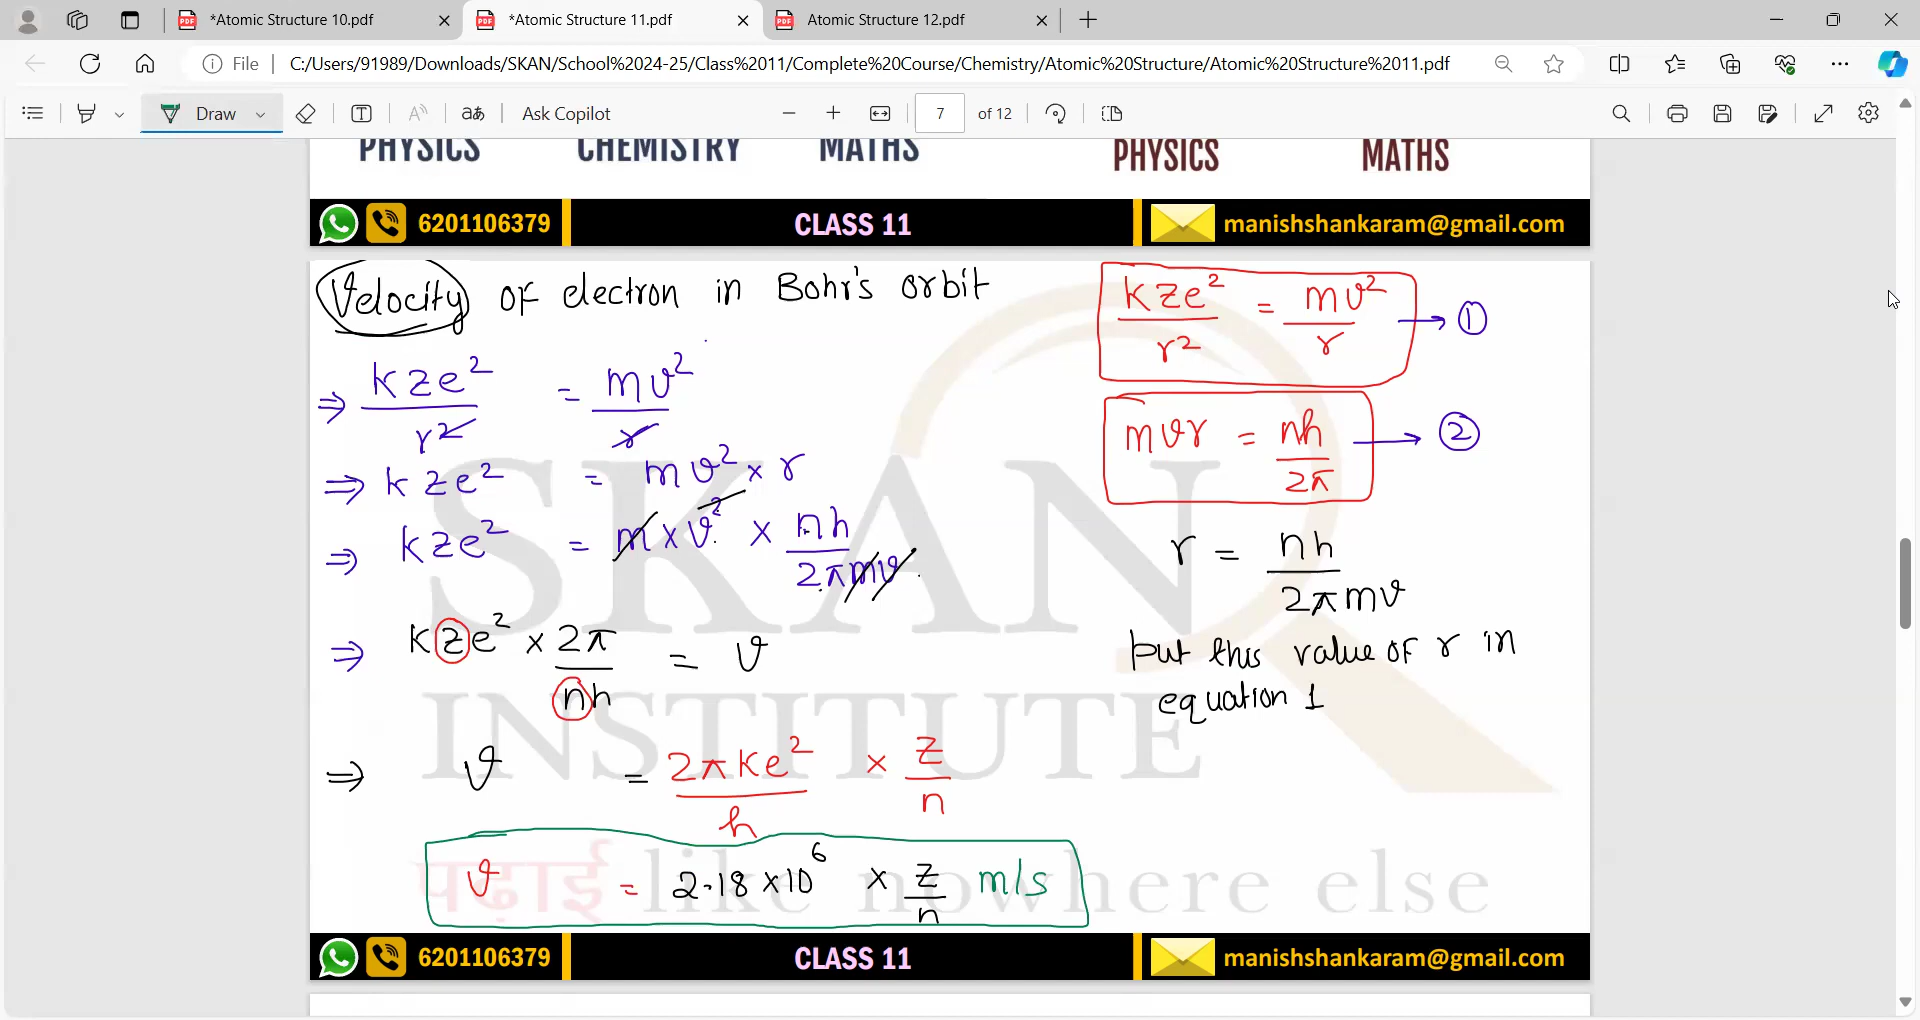 *Atomic Structure 10.pdf
*Atomic Structure 11.pdf
Atomic Structure 12.pdf
File | C:/Users/91989/Downloads/SKAN/School%2024-25/Class%2011/Complete%20Course/Chemistry/Atomic%20Structure/Atomic%20Structure%2011.pdf
Draw
aあ
Ask Copilot
7 of 12
PHYSICS CHEMISTRY MATHS PHYSICS MATHS
6201106379 CLASS 11 manishshankaram@gmail.com
Velocity of electron in Bohr's orbit
kze²/r² = mv²/r → ①
⇒ kze²/r² = mv²/r
mvr = nh/2π → ②
⇒ kze² = mv² × r
⇒ kze² = m × v² × nh/2πmv
r = nh/2πmv
⇒ kze² × 2π/nh = v
put this value of r in
equation 1
⇒ v = 2πke²/h × z/n
v = 2.18 × 10⁶ × z/n m/s
SKAN
INSTITUTE
पढ़ाई like nowhere else
6201106379 CLASS 11 manishshankaram@gmail.com